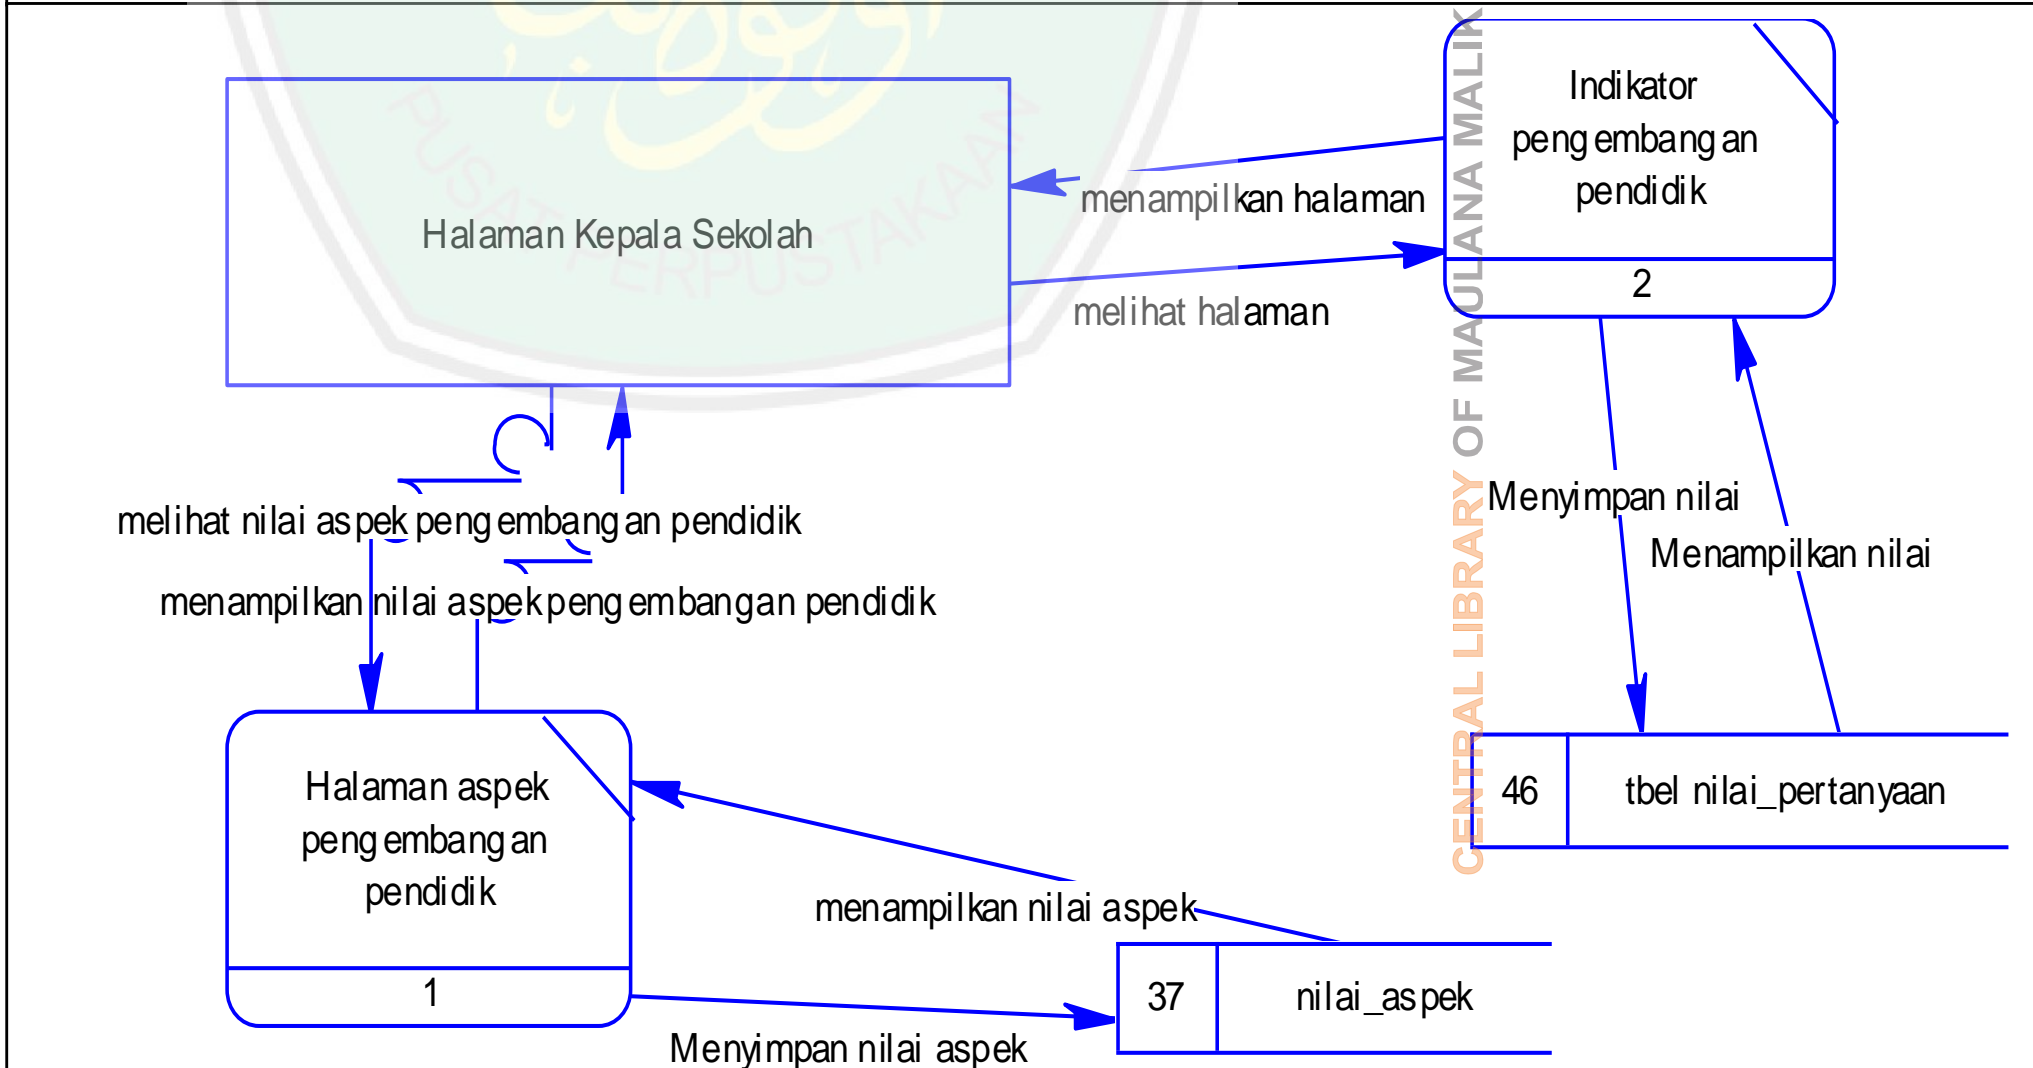 Indikator
pengembangan
pendidik
2
menampilkan halaman
Halaman Kepala Sekolah
melihat halaman
PUSAT PERPUSTAKAAN
CENTRAL LIBRARY OF MAULANA MALIK
melihat nilai aspek pengembangan pendidik
Menyimpan nilai
Menampilkan nilai
menampilkan nilai aspek pengembangan pendidik
Halaman aspek
pengembangan
pendidik
1
46
tbel nilai_pertanyaan
menampilkan nilai aspek
37
nilai_aspek
Menyimpan nilai aspek